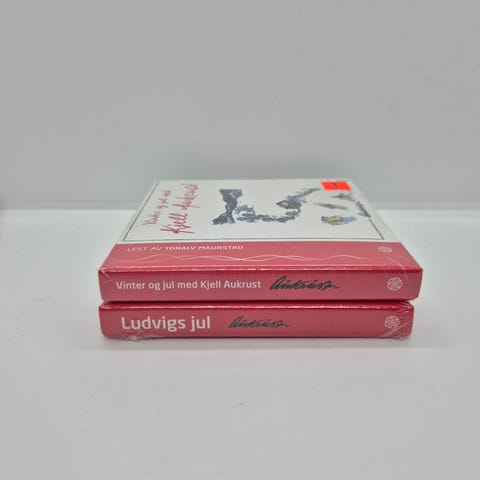 Vinter og jul med
Kjell Aukrust
LEST AV TORALV MAURSTAD
Vinter og jul med Kjell Aukrust Aukrust
Ludvigs jul Aukrust